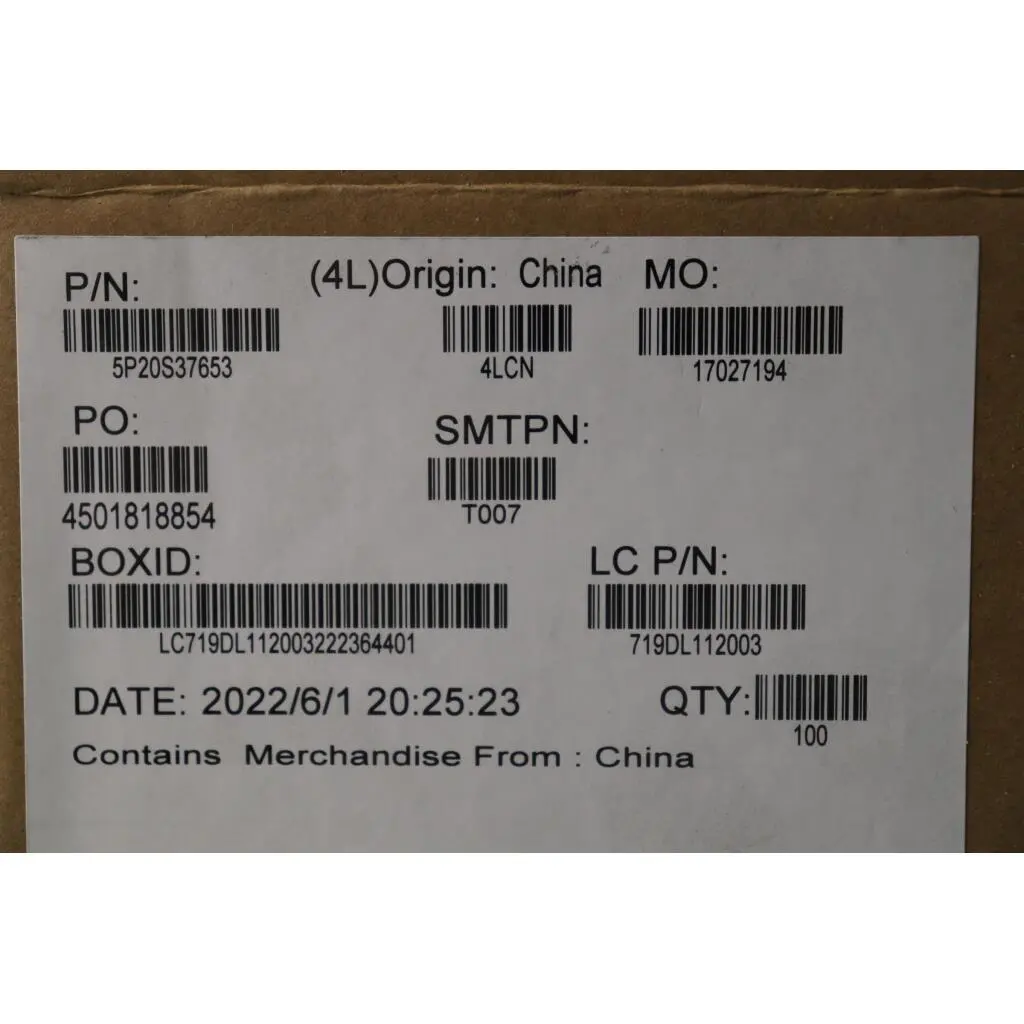 P/N: (4L)Origin: China MO:
5P20S37653 4LCN 17027194
PO: SMTPN:
4501818854 T007
BOXID: LC P/N:
LC719DL112003222364401 719DL112003
DATE: 2022/6/1 20:25:23 QTY:
100
Contains Merchandise From : China